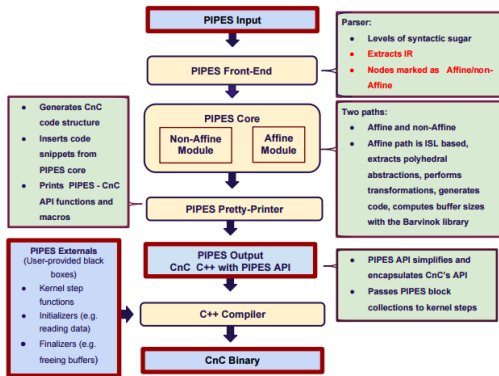 PIPES Input
Parser:
• Levels of syntactic sugar
• Extracts IR
• Nodes marked as Affine/non-
Affine
PIPES Front-End
• Generates CnC
code structure
• Inserts code
snippets from
PIPES core
• Prints PIPES - CnC
API functions and
macros
PIPES Core
Non-Affine
Module
Affine
Module
Two paths:
• Affine and non-Affine
• Affine path is ISL based,
extracts polyhedral
abstractions, performs
transformations, generates
code, computes buffer sizes
with the Barvinok library
PIPES Pretty-Printer
PIPES Externals
(User-provided black
boxes)
• Kernel step
functions
• Initializers (e.g.
reading data)
• Finalizers (e.g.
freeing buffers)
PIPES Output
CnC C++ with PIPES API
• PIPES API simplifies and
encapsulates CnC's API
• Passes PIPES block
collections to kernel steps
C++ Compiler
CnC Binary